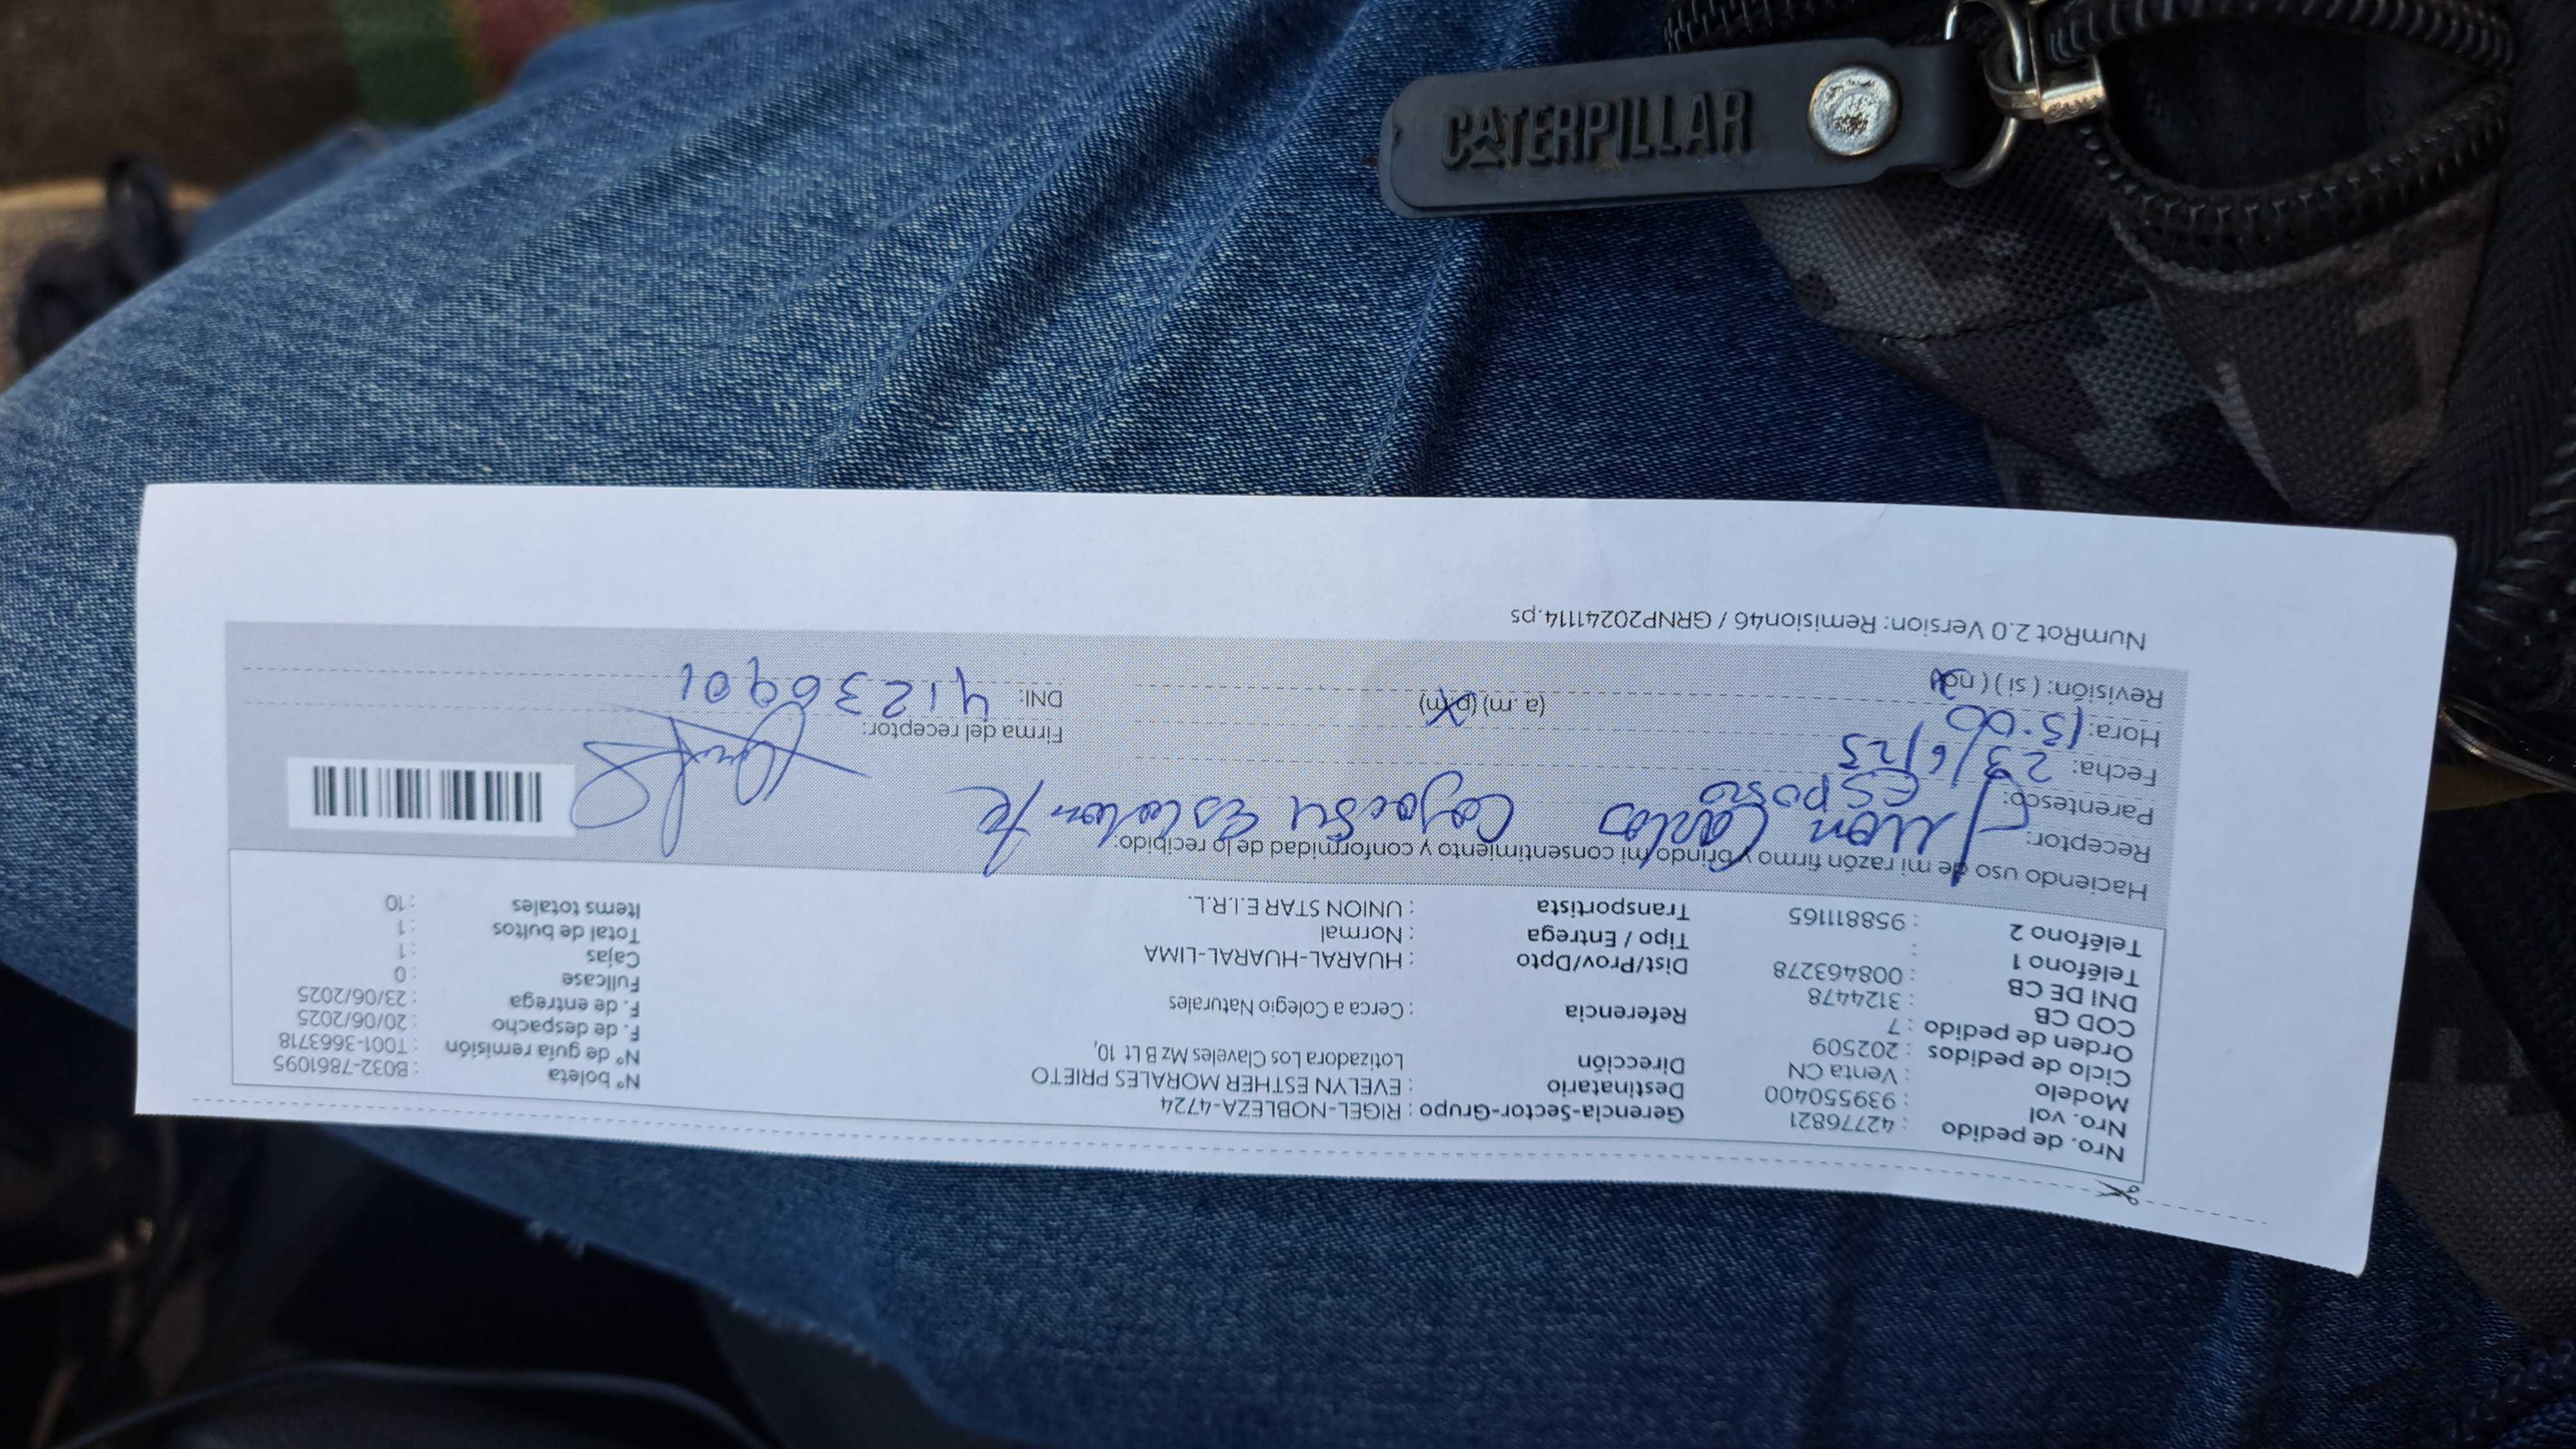 CATERPILLAR
Nro. de pedido : 42776821
Nro. vol : 939550400
Modelo : Venta CN
Ciclo de pedidos : 202509
Orden de pedido : 7
COD CB : 3124478
DNI DE CB : 008463278
Teléfono 1 :
Teléfono 2 : 958811165
Gerencia-Sector-Grupo : RIGEL-NOBLEZA-4724
Destinatario : EVELYN ESTHER MORALES PRIETO
Dirección Lotizadora Los Claveles Mz B Lt 10,
Referencia : Cerca a Colegio Naturales
Dist/Prov/Dpto : HUARAL-HUARAL-LIMA
Tipo / Entrega : Normal
Transportista : UNION STAR E.I.R.L.
N° boleta : B032-7861095
N° de guía remisión : T001-3663718
F. de despacho : 20/06/2025
F. de entrega : 23/06/2025
Fullcase : 0
Cajas : 1
Total de bultos : 1
Items totales : 10
Haciendo uso de mi razón firmo y brindo mi consentimiento y conformidad de lo recibido:
Receptor: Juan Carlos
Parentesco: Esposo
Fecha: 23/6/25
Hora: 15:00 (a.m) (p.m)
Revisión: (si) (no)
Firma del receptor:
DNI: 41236901
NumRot 2.0 Version: Remision46 / GRNP20241114.ps